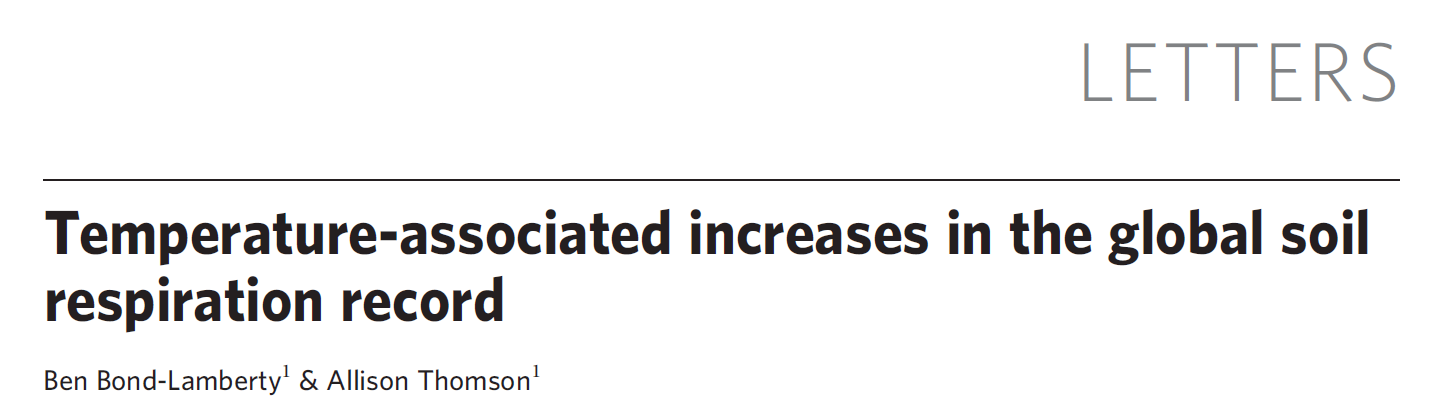 LETTERS
Temperature-associated increases in the global soil
respiration record
Ben Bond-Lamberty¹ & Allison Thomson¹